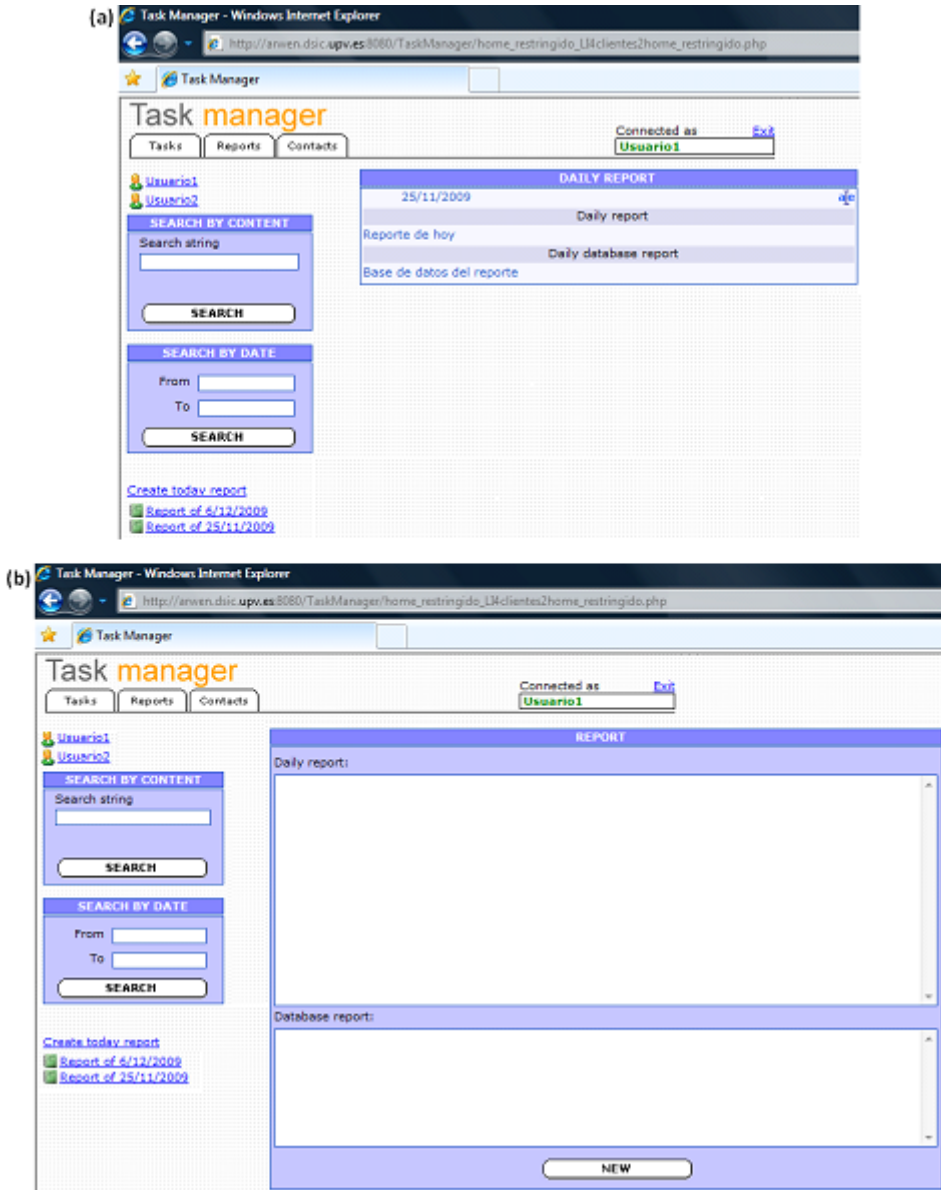 (a) Task Manager - Windows Internet Explorer
http://anwen.dsic.upv.es:8080/TaskManager/home_restringido_LI4clientes2home_restringido.php
Task Manager
Task manager
Connected as Exit
Tasks Reports Contacts Usuario1
Usuario1
Usuario2
DAILY REPORT
25/11/2009
Daily report
Reporte de hoy
Daily database report
Base de datos del reporte
SEARCH BY CONTENT
Search string
SEARCH
SEARCH BY DATE
From
To
SEARCH
Create today report
Report of 6/12/2009
Report of 25/11/2009
(b) Task Manager - Windows Internet Explorer
http://anwen.dsic.upv.es:8080/TaskManager/home_restringido_LI4clientes2home_restringido.php
Task Manager
Task manager
Connected as Exit
Tasks Reports Contacts Usuario1
Usuario1
Usuario2
SEARCH BY CONTENT
Search string
SEARCH
SEARCH BY DATE
From
To
SEARCH
Create today report
Report of 6/12/2009
Report of 25/11/2009
REPORT
Daily report:
Database report:
NEW